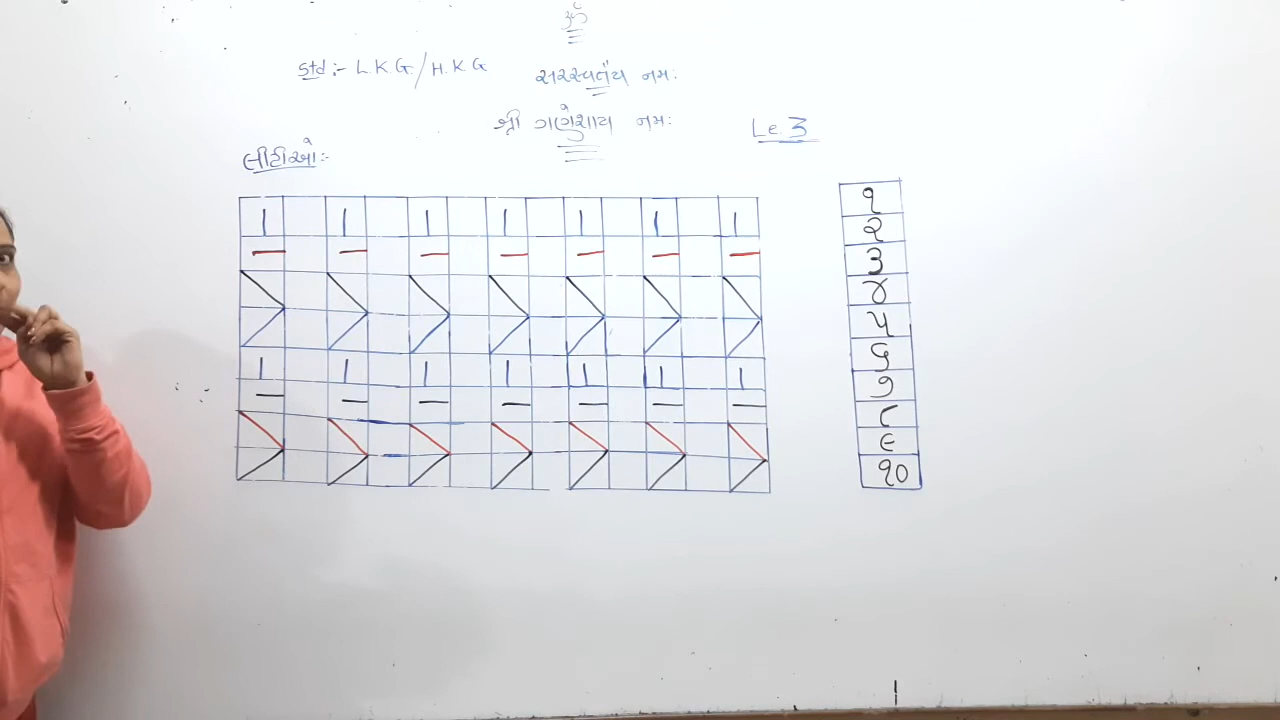 ॐ
Std :- L.K.G / H.K.G
સરસ્વતૈય નમઃ
શ્રી ગણેશાય નમઃ
Le. 3
લીટીઓ :-
૧
૨
૩
૪
૫
૬
૭
૮
૯
૧૦